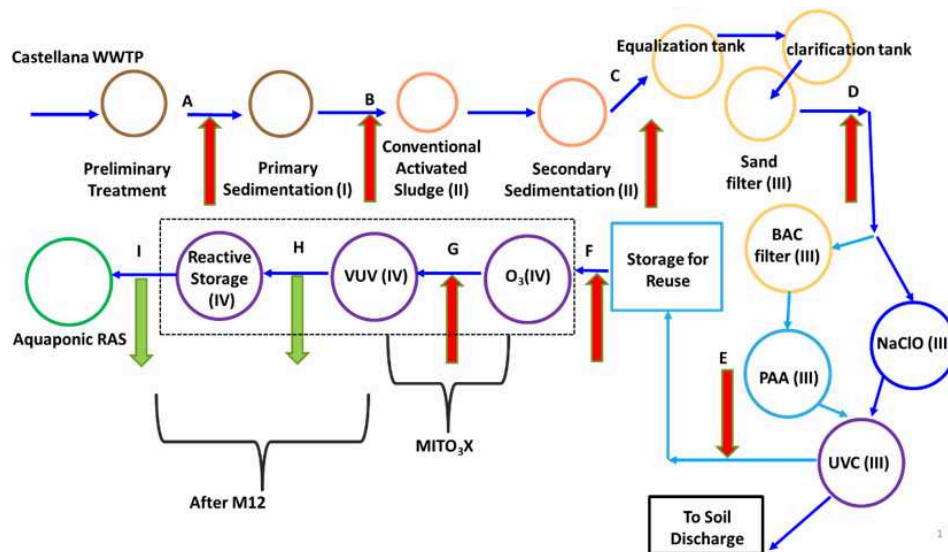 Castellana WWTP
A
B
C
Equalization tank
clarification tank
D
Preliminary
Treatment
Primary
Sedimentation (I)
Conventional
Activated
Sludge (II)
Secondary
Sedimentation (II)
Sand
filter (III)
I
Reactive
Storage
(IV)
H
VUV (IV)
G
O₃(IV)
F
Storage for
Reuse
BAC
filter (III)
Aquaponic RAS
E
PAA (III)
NaClO (III
MITO₃X
After M12
UVC (III)
To Soil
Discharge
1